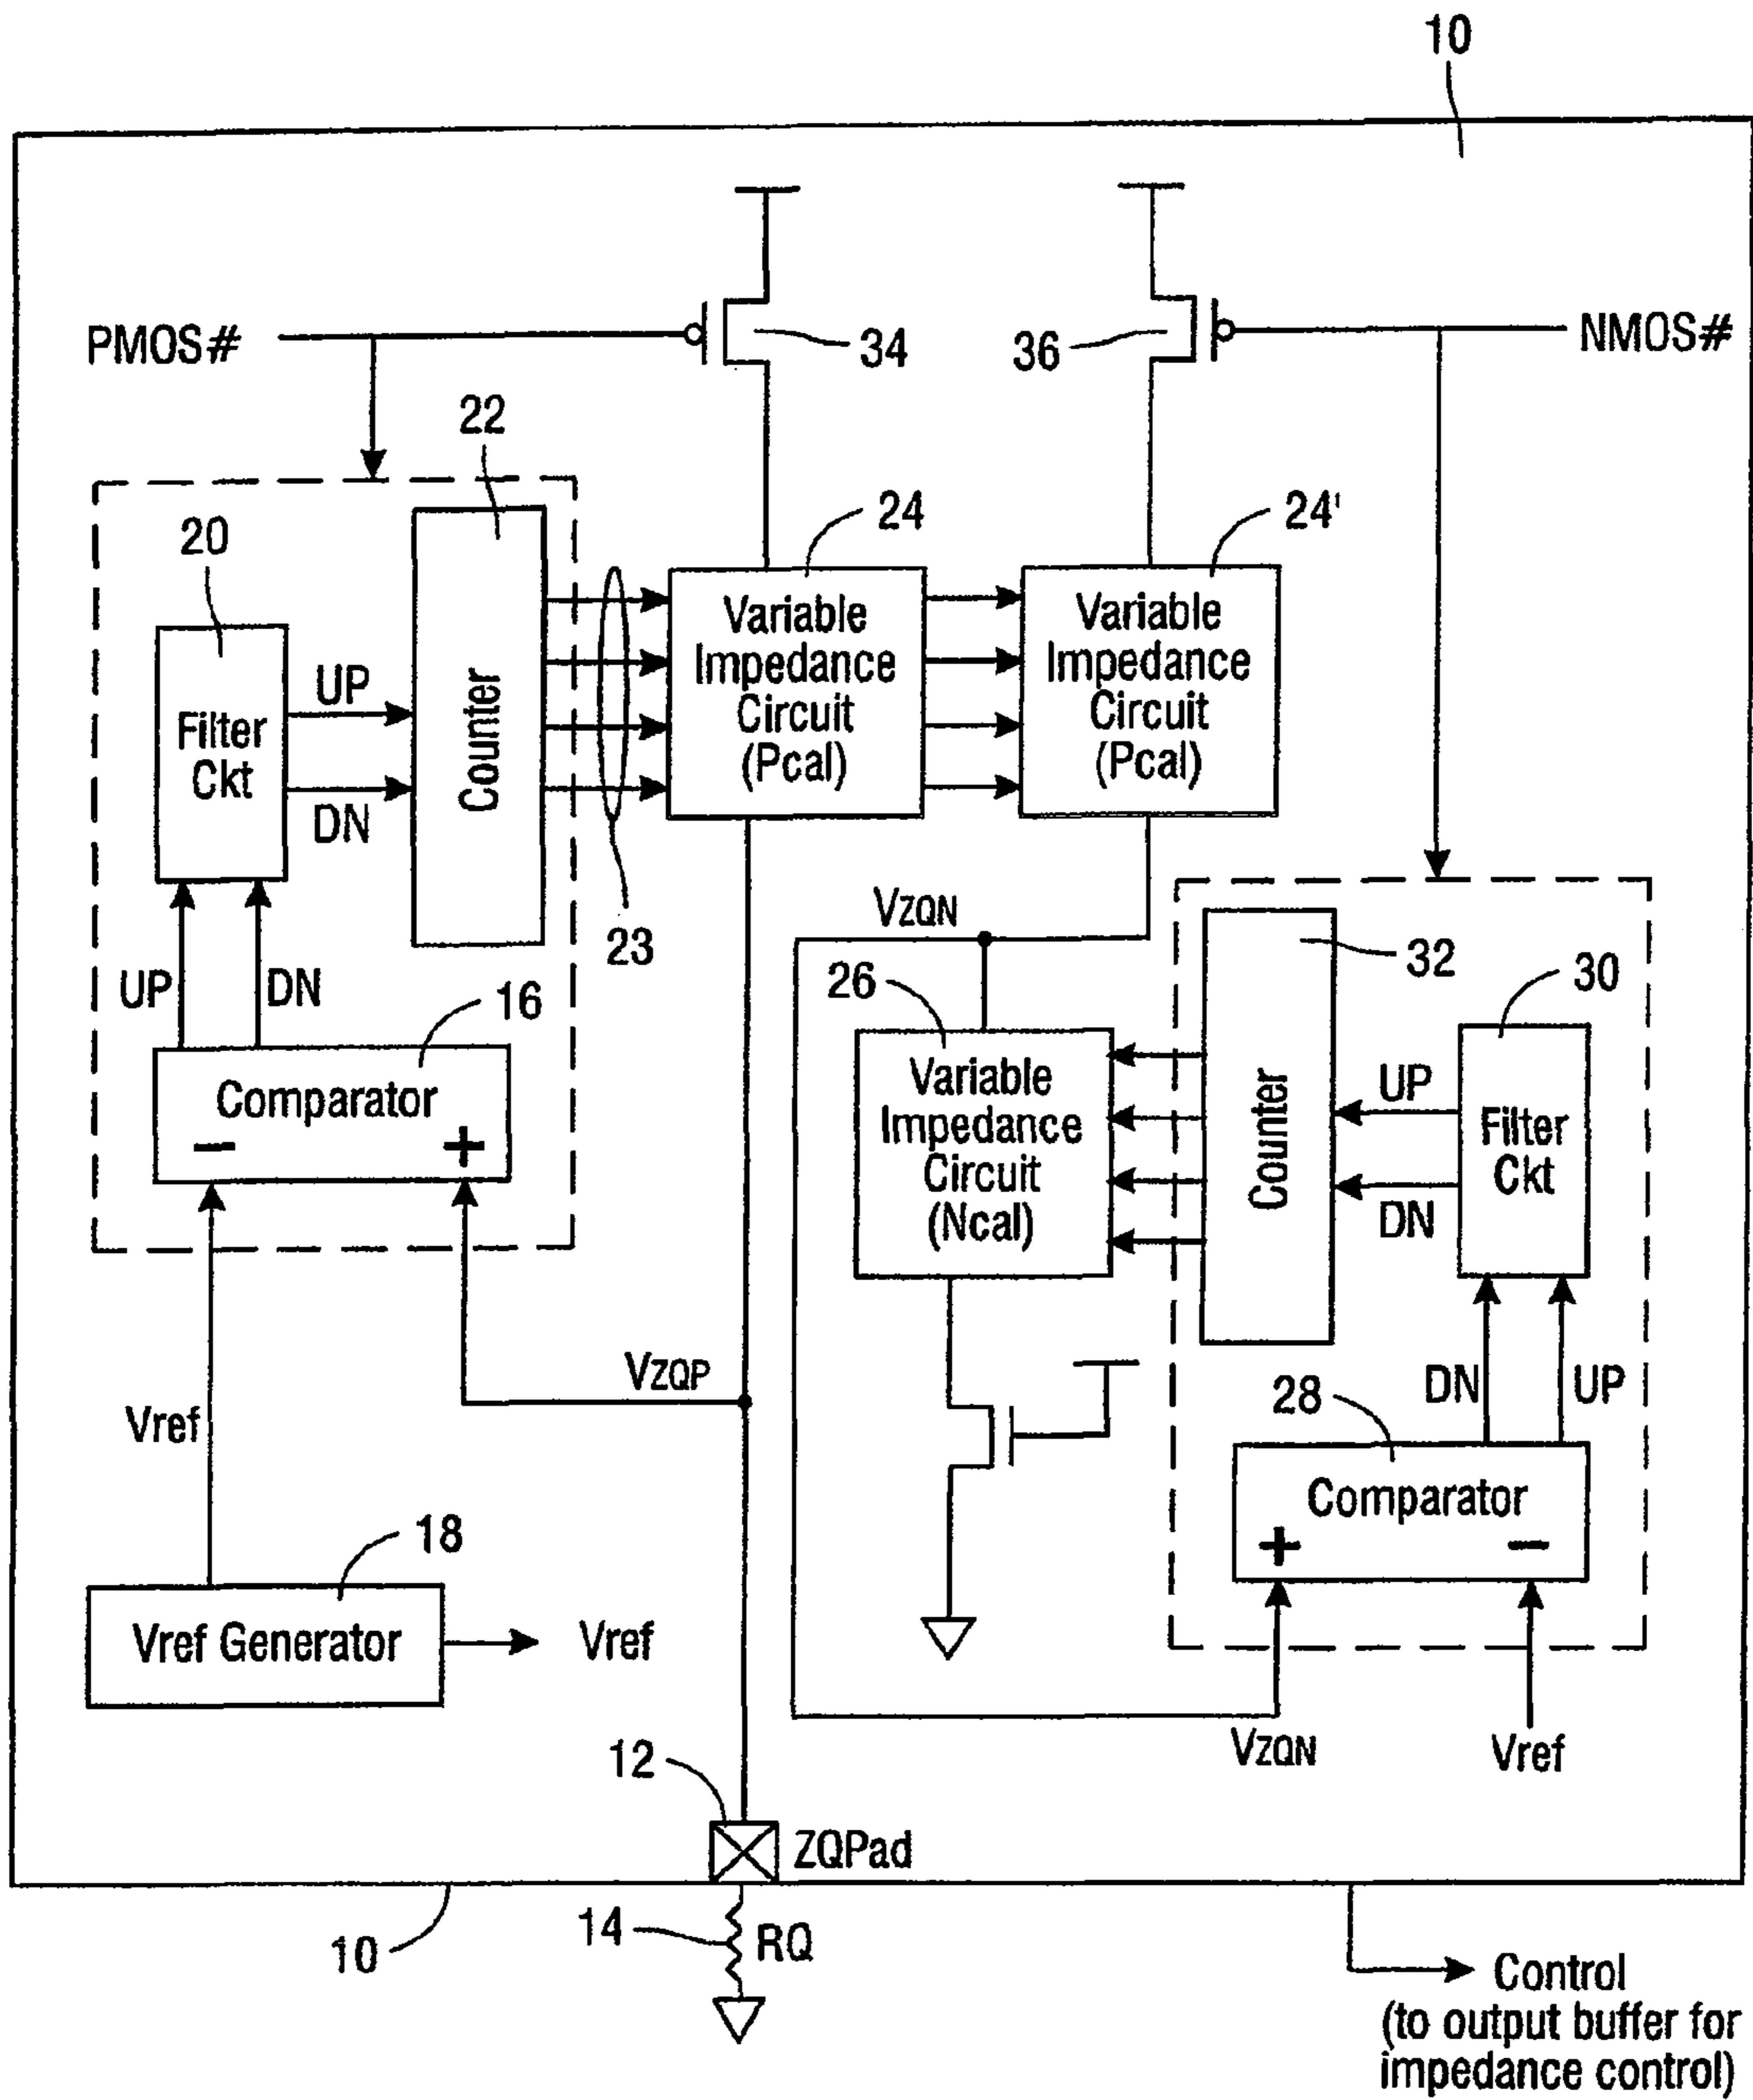 10
PMOS#
34
36
NMOS#
22
24
24'
20
Variable
Impedance
Circuit
(Pcal)
Variable
Impedance
Circuit
(Pcal)
UP
Filter
Ckt
Counter
DN
23
VZQN
32
30
26
UP
DN
16
Comparator
− +
Variable
Impedance
Circuit
(Ncal)
Counter
UP
Filter
Ckt
DN
VZQP
Vref
DN
UP
28
Comparator
+ −
18
Vref Generator
Vref
VZQN
Vref
12
ZQPad
10
14
RQ
Control
(to output buffer for
impedance control)